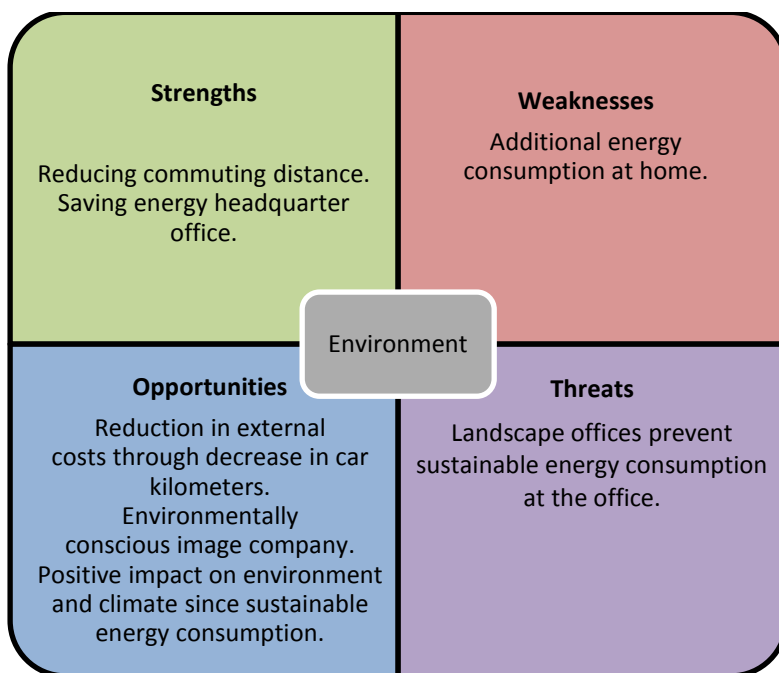 Strengths
Reducing commuting distance.
Saving energy headquarter
office.
Weaknesses
Additional energy
consumption at home.
Environment
Opportunities
Reduction in external
costs through decrease in car
kilometers.
Environmentally
conscious image company.
Positive impact on environment
and climate since sustainable
energy consumption.
Threats
Landscape offices prevent
sustainable energy consumption
at the office.